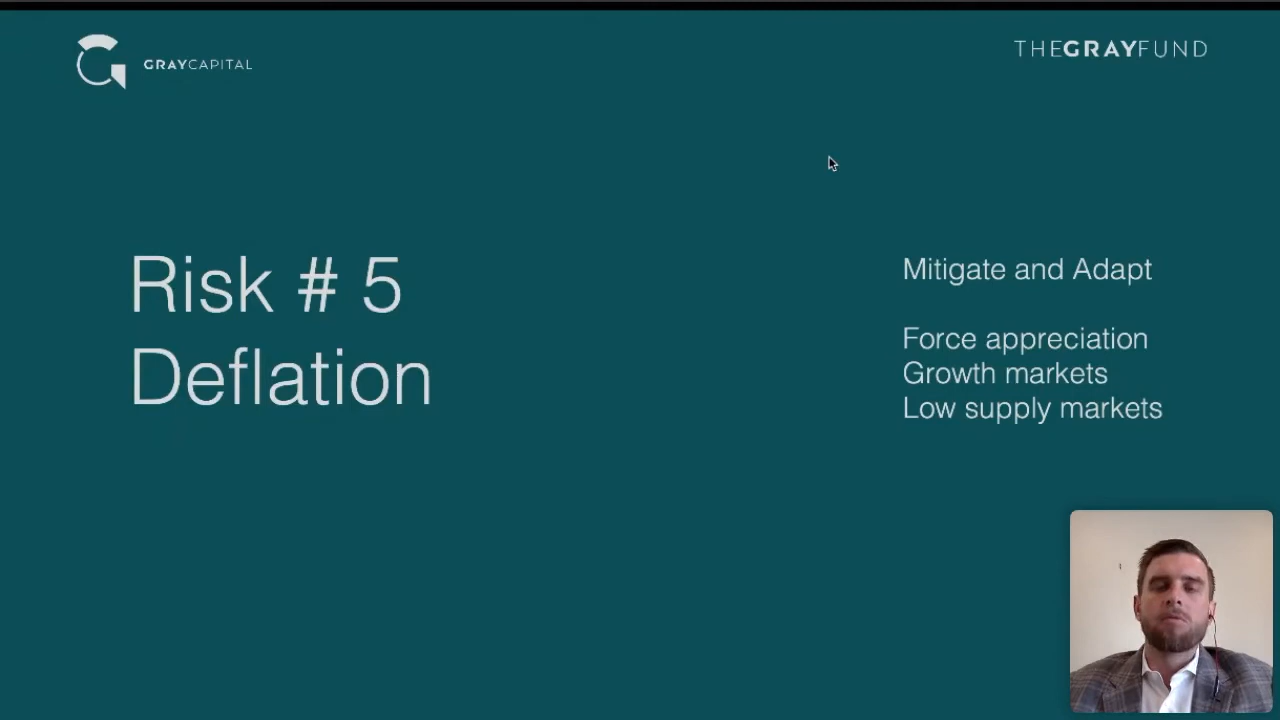 GRAYCAPITAL
THEGRAYFUND
Risk # 5
Deflation
Mitigate and Adapt
Force appreciation
Growth markets
Low supply markets